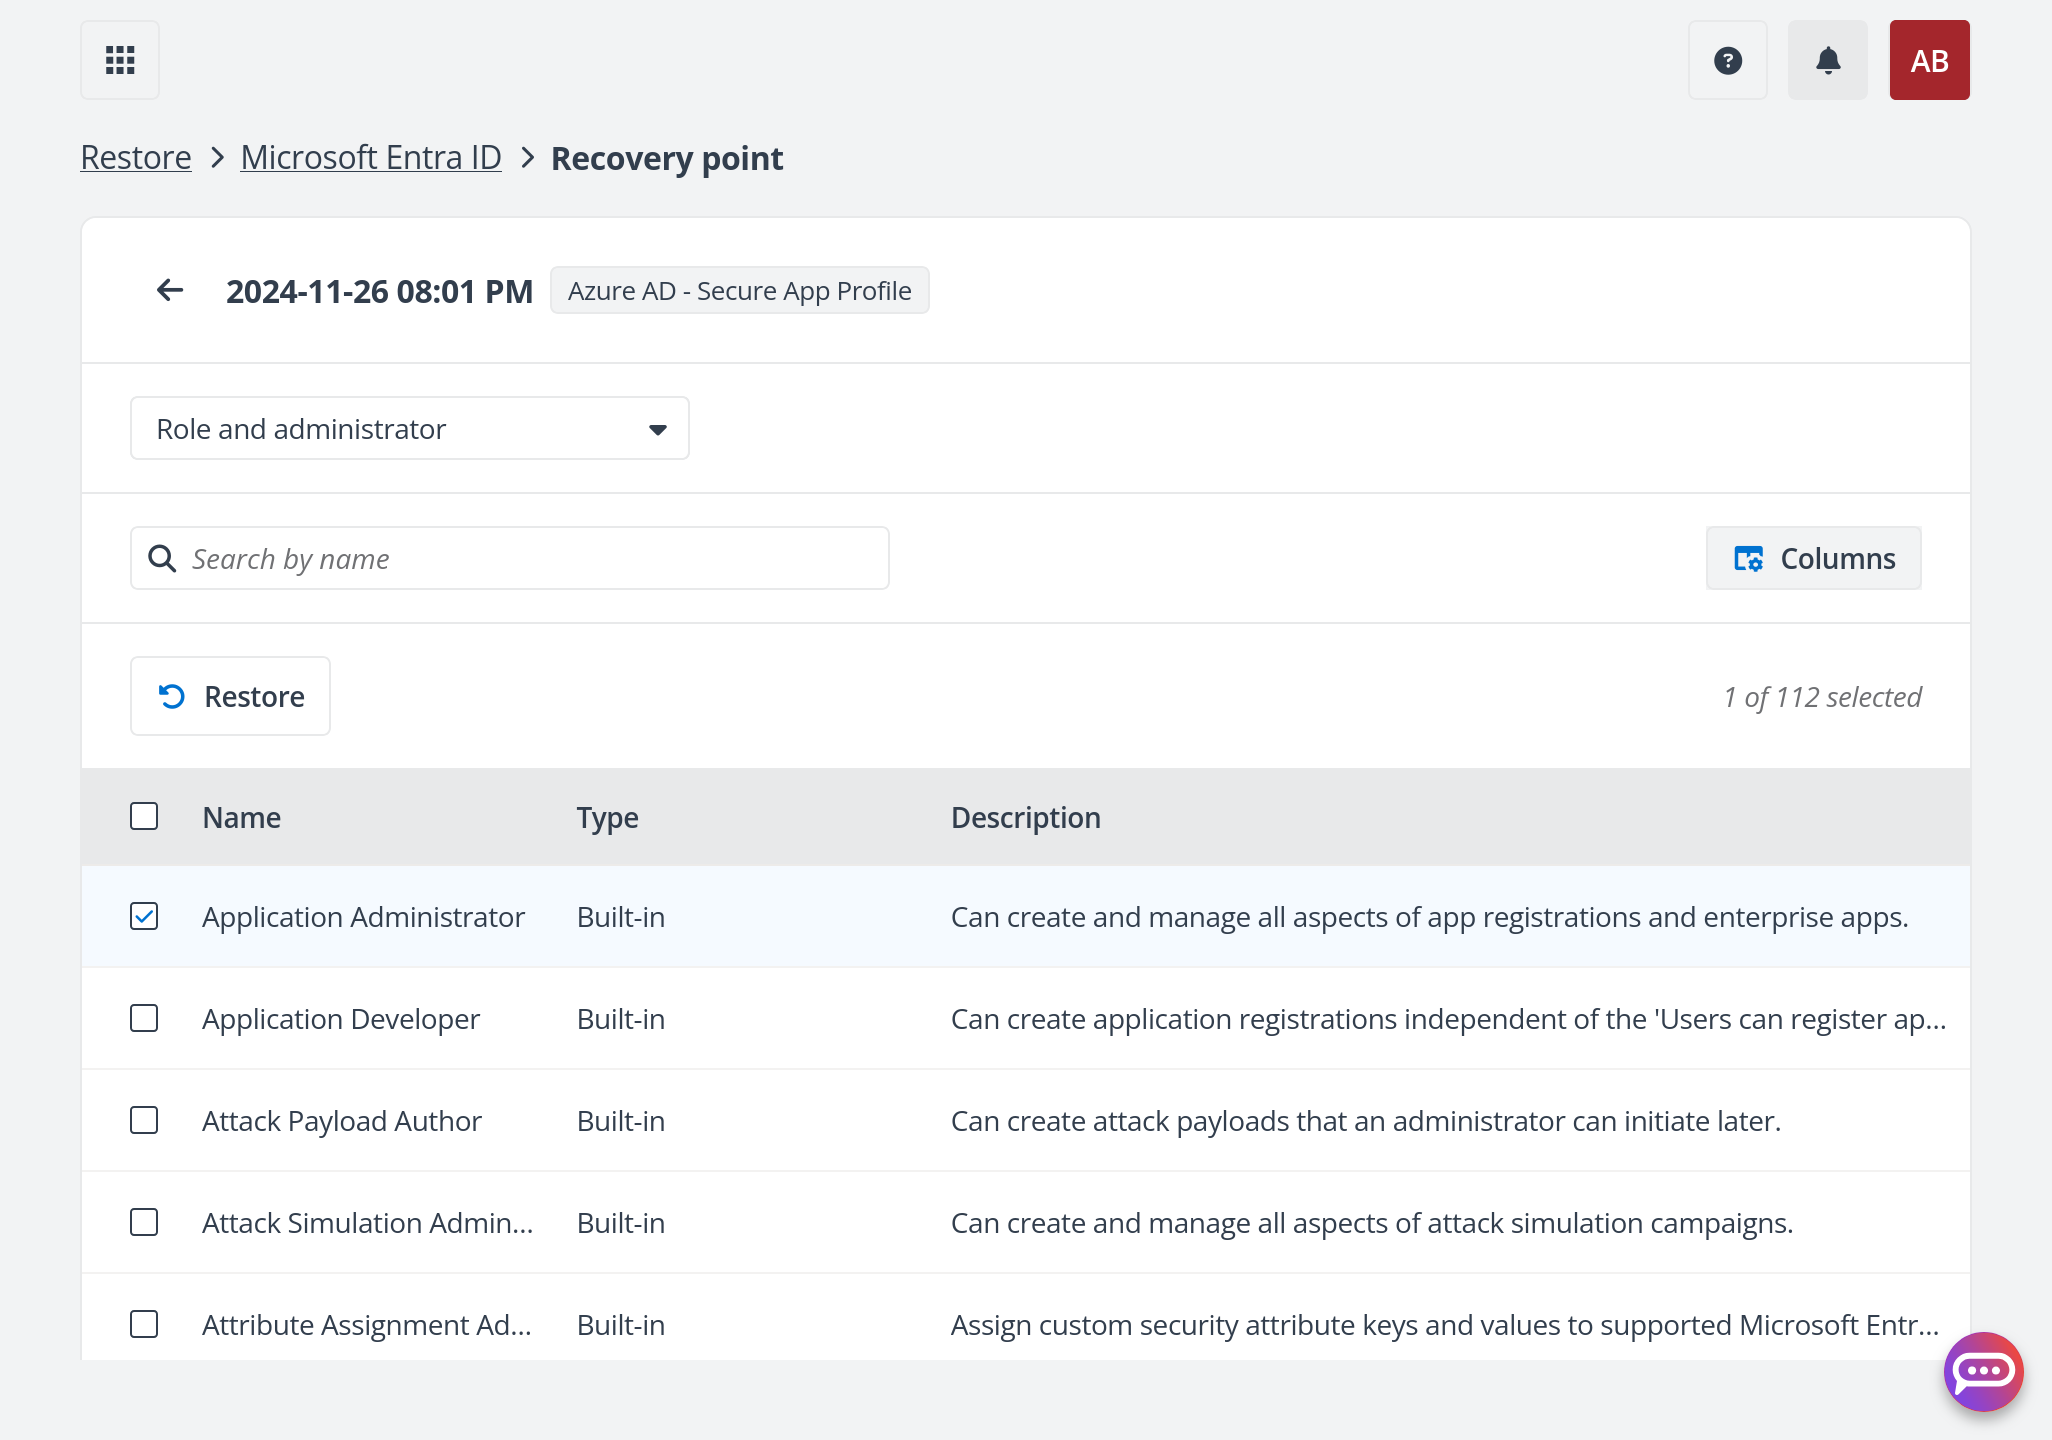 AB
Restore > Microsoft Entra ID > Recovery point
2024-11-26 08:01 PM Azure AD - Secure App Profile
Role and administrator
Search by name
Columns
Restore
1 of 112 selected
Name Type Description
Application Administrator Built-in Can create and manage all aspects of app registrations and enterprise apps.
Application Developer Built-in Can create application registrations independent of the 'Users can register ap...
Attack Payload Author Built-in Can create attack payloads that an administrator can initiate later.
Attack Simulation Admin... Built-in Can create and manage all aspects of attack simulation campaigns.
Attribute Assignment Ad... Built-in Assign custom security attribute keys and values to supported Microsoft Entr...